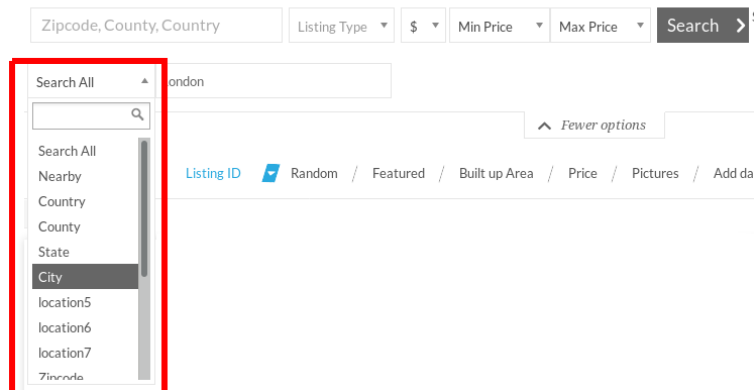 Zipcode, County, Country Listing Type $ Min Price Max Price Search
Search All ondon
Fewer options
Search All
Nearby
Listing ID Random / Featured / Built up Area / Price / Pictures / Add da
Country
County
State
City
location5
location6
location7
Zipcode